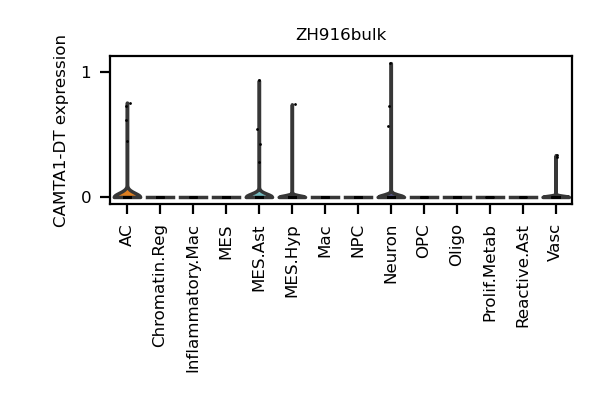 ZH916bulk
CAMTA1-DT expression
1
0
AC
Chromatin.Reg
Inflammatory.Mac
MES
MES.Ast
MES.Hyp
Mac
NPC
Neuron
OPC
Oligo
Prolif.Metab
Reactive.Ast
Vasc